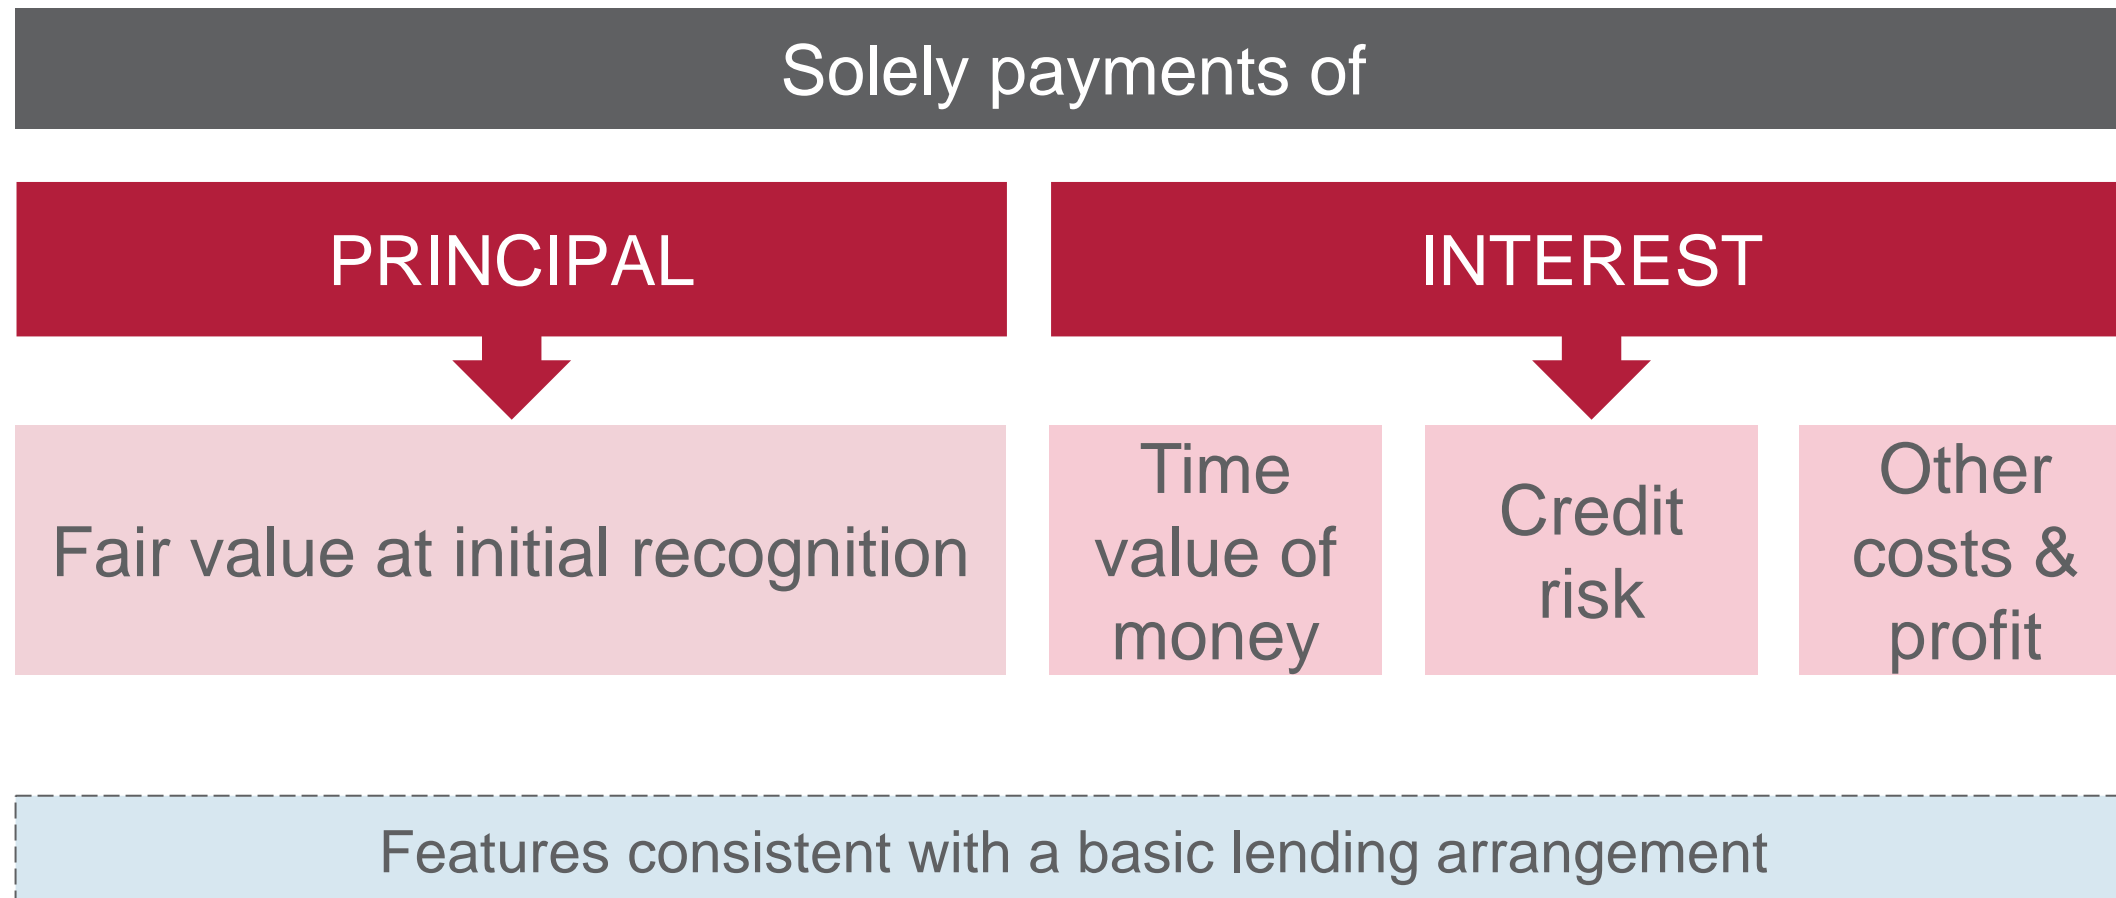 Solely payments of
PRINCIPAL
INTEREST
Fair value at initial recognition
Time
value of
money
Credit
risk
Other
costs &
profit
Features consistent with a basic lending arrangement